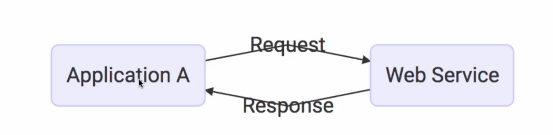 Request
Application A
Web Service
Response